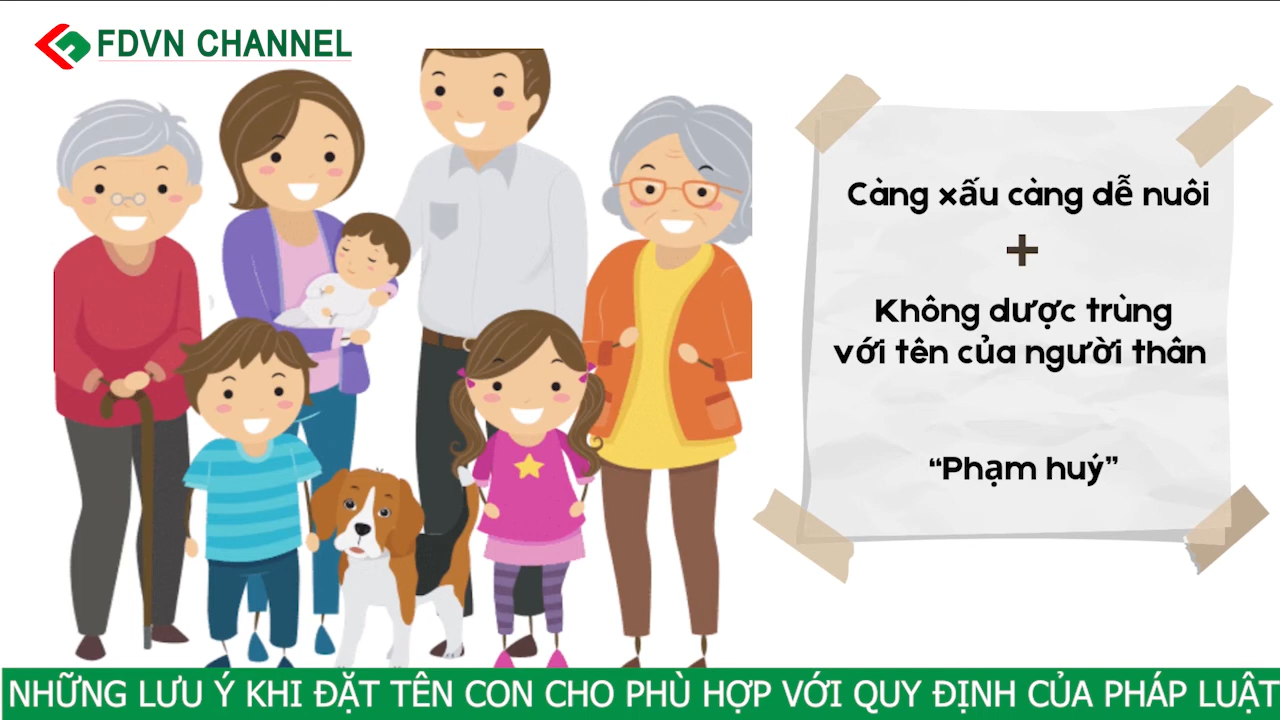 FDVN CHANNEL
Càng xấu càng dễ nuôi
+
Không dược trùng
với tên của người thân
“Phạm huý”
NHỮNG LƯU Ý KHI ĐẶT TÊN CON CHO PHÙ HỢP VỚI QUY ĐỊNH CỦA PHÁP LUẬT